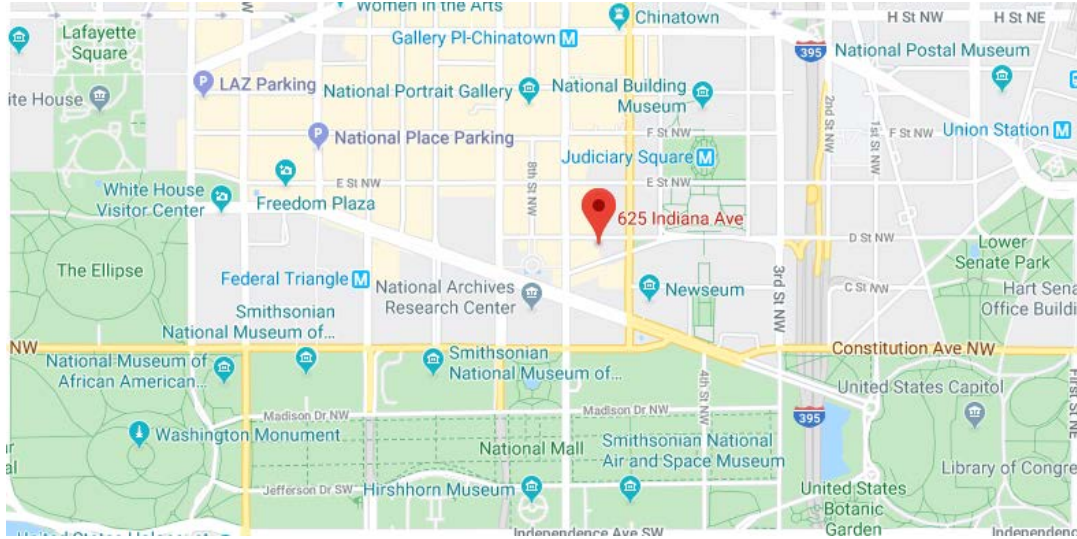 Women in the Arts
Chinatown
H St NW
H St NE
Lafayette
Square
Gallery Pl-Chinatown M
395
National Postal Museum
ite House
P LAZ Parking
National Portrait Gallery
National Building
Museum
2nd St NW
1st St NW
P National Place Parking
F St NW
F St NW
Union Station M
Judiciary Square M
E St NW
8th St NW
E St NW
White House
Visitor Center
Freedom Plaza
625 Indiana Ave
D St NW
The Ellipse
Federal Triangle M
National Archives
Research Center
Newseum
3rd St NW
Lower
Senate Park
C St NW
Hart Sena
Office Buildi
Smithsonian
National Museum of...
NW
Constitution Ave NW
National Museum of
African American...
Smithsonian
National Museum of...
4th St NW
United States Capitol
First St NE
Madison Dr NW
Madison Dr NW
395
Washington Monument
National Mall
Smithsonian National
Air and Space Museum
al
Library of Congre
Jefferson Dr SW
Hirshhorn Museum
United States
Botanic
Garden
Independence Ave SW
Independenc